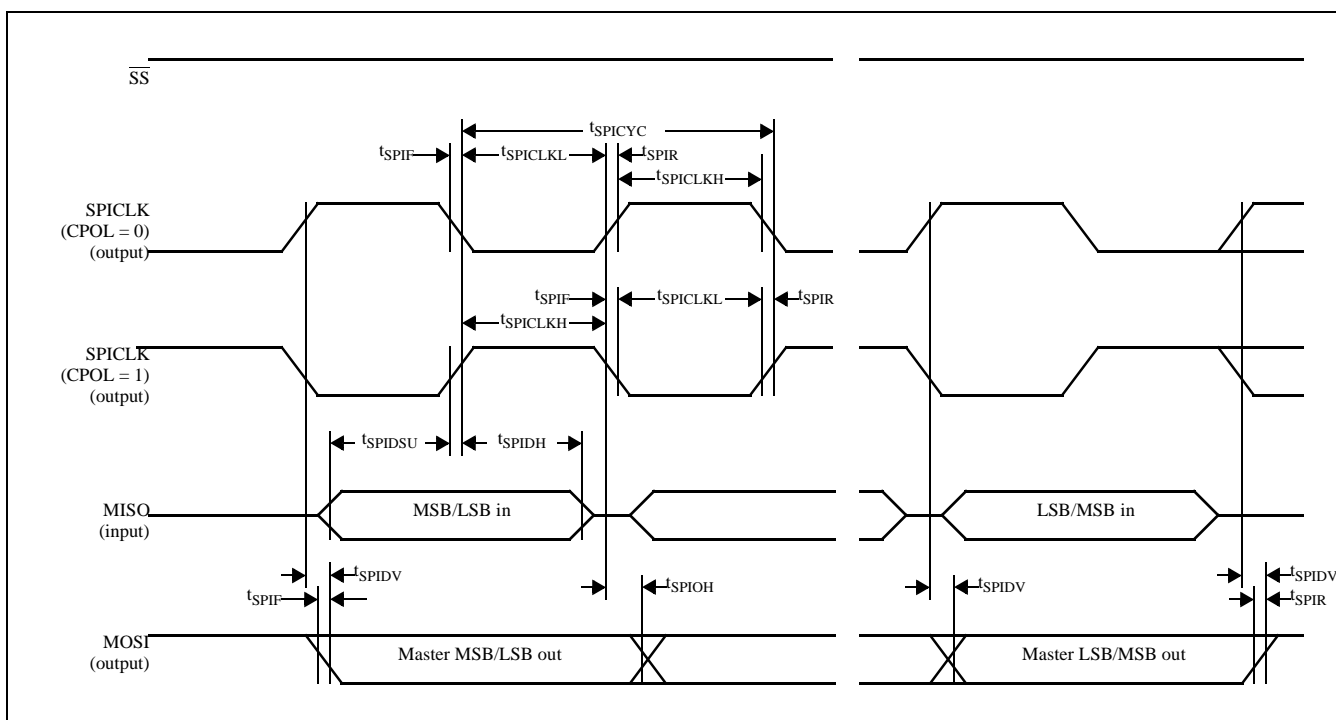 SS
tSPICYC
tSPIF tSPICLKL tSPIR
tSPICLKH
SPICLK
(CPOL = 0)
(output)
tSPIF tSPICLKL tSPIR
tSPICLKH
SPICLK
(CPOL = 1)
(output)
tSPIDSU tSPIDH
MISO
(input)
MSB/LSB in LSB/MSB in
tSPIDV tSPIOH tSPIDV tSPIDV
tSPIF tSPIR
MOSI
(output)
Master MSB/LSB out Master LSB/MSB out